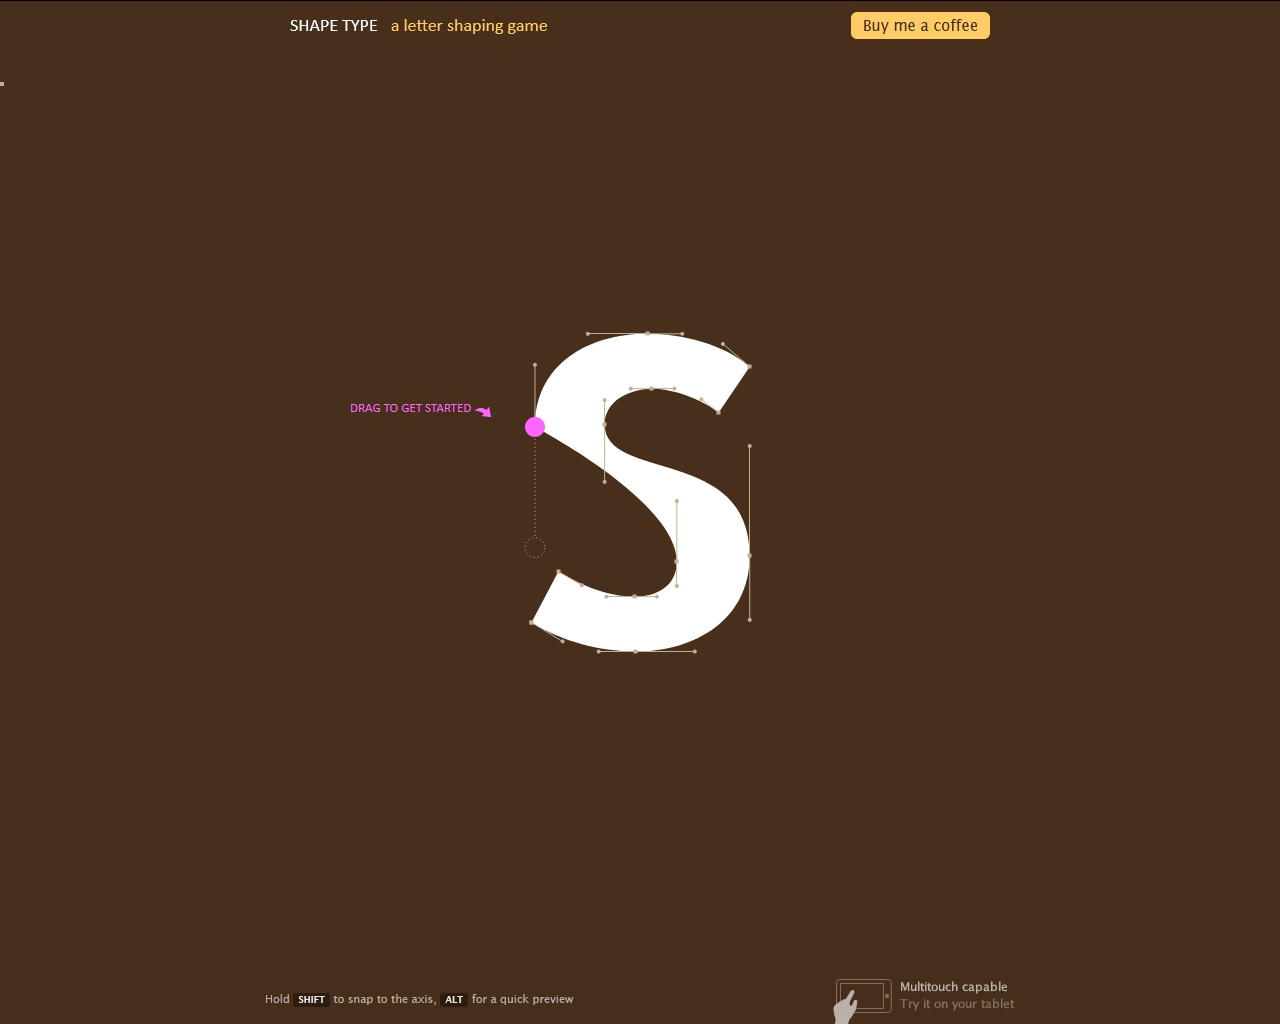 SHAPE TYPE a letter shaping game
Buy me a coffee
DRAG TO GET STARTED
S
Hold SHIFT to snap to the axis, ALT for a quick preview
Multitouch capable
Try it on your tablet